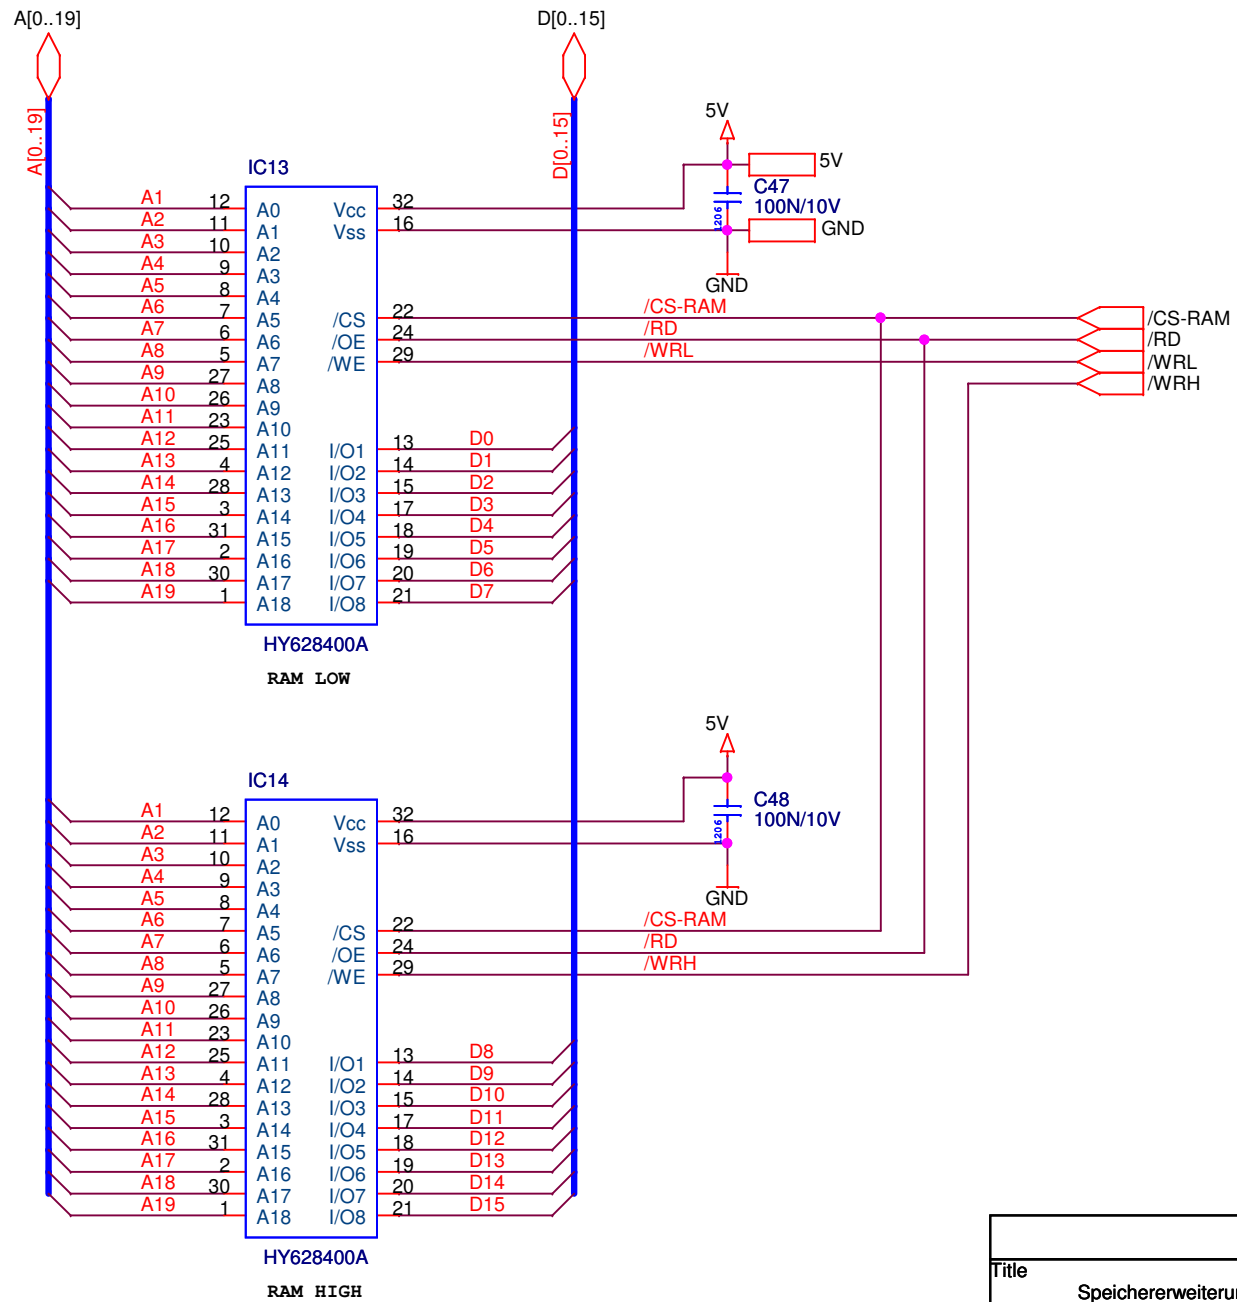 A[0..19]
D[0..15]
A[0..19]
D[0..15]
5V
5V
C47
100N/10V
1206
GND
GND
IC13
A1 12 A0 Vcc 32
A2 11 A1 Vss 16
A3 10 A2
A4 9 A3
A5 8 A4
A6 7 A5 /CS 22 /CS-RAM /CS-RAM
A7 6 A6 /OE 24 /RD /RD
A8 5 A7 /WE 29 /WRL /WRL
A9 27 A8 /WRH
A10 26 A9
A11 23 A10
A12 25 A11 I/O1 13 D0
A13 4 A12 I/O2 14 D1
A14 28 A13 I/O3 15 D2
A15 3 A14 I/O4 17 D3
A16 31 A15 I/O5 18 D4
A17 2 A16 I/O6 19 D5
A18 30 A17 I/O7 20 D6
A19 1 A18 I/O8 21 D7
HY628400A
RAM LOW
5V
C48
100N/10V
1206
GND
IC14
A1 12 A0 Vcc 32
A2 11 A1 Vss 16
A3 10 A2
A4 9 A3
A5 8 A4
A6 7 A5 /CS 22 /CS-RAM
A7 6 A6 /OE 24 /RD
A8 5 A7 /WE 29 /WRH
A9 27 A8
A10 26 A9
A11 23 A10
A12 25 A11 I/O1 13 D8
A13 4 A12 I/O2 14 D9
A14 28 A13 I/O3 15 D10
A15 3 A14 I/O4 17 D11
A16 31 A15 I/O5 18 D12
A17 2 A16 I/O6 19 D13
A18 30 A17 I/O7 20 D14
A19 1 A18 I/O8 21 D15
HY628400A
RAM HIGH
Title